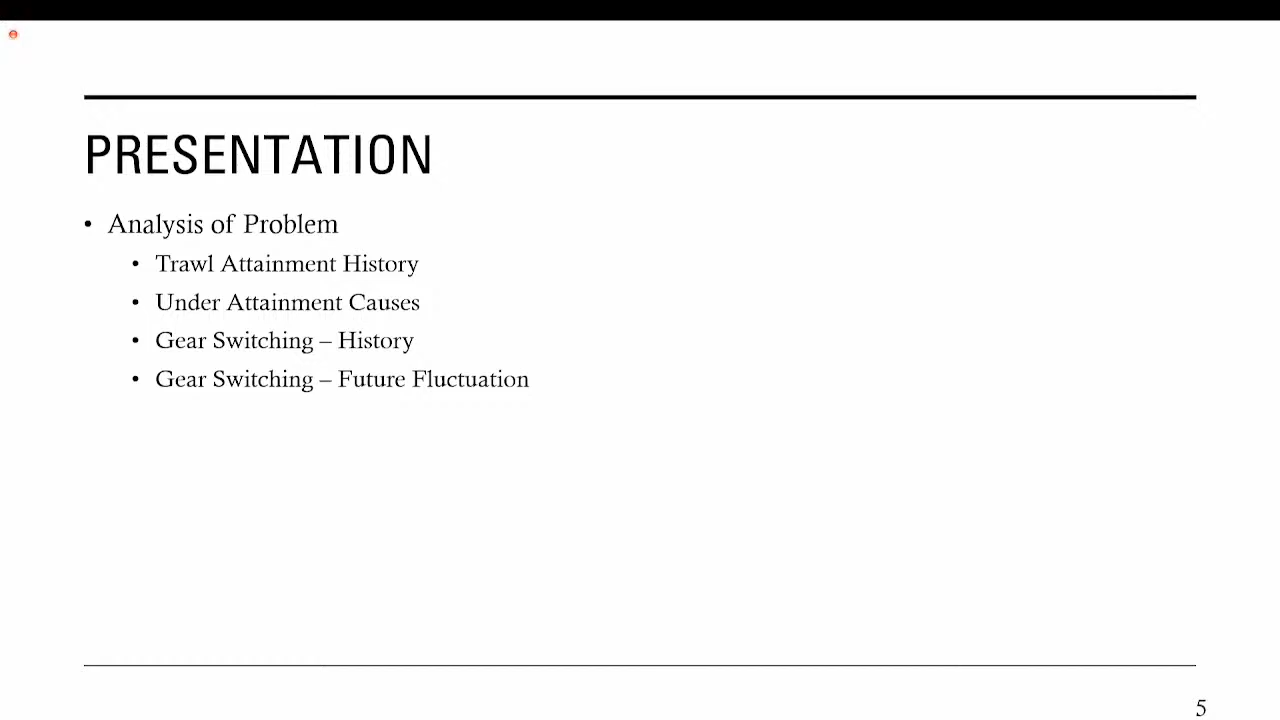 PRESENTATION
• Analysis of Problem
• Trawl Attainment History
• Under Attainment Causes
• Gear Switching – History
• Gear Switching – Future Fluctuation
5